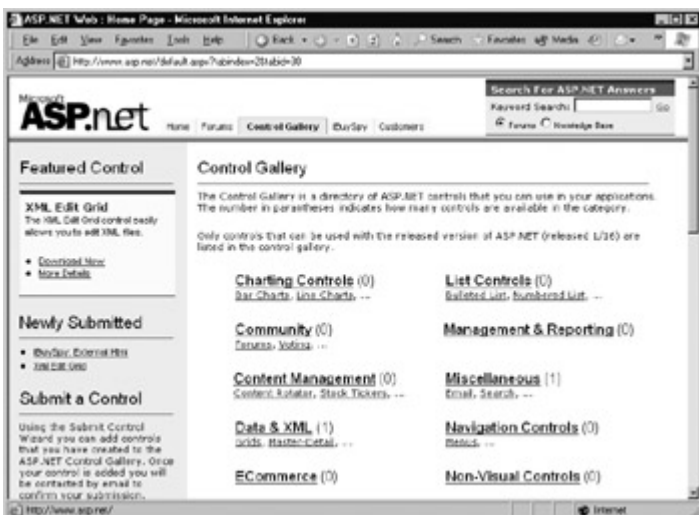 ASP.NET Web : Home Page - Microsoft Internet Explorer
File Edit View Favorites Tools Help Back Search Favorites Media
Address http://www.asp.net/default.aspx?tabindex=2&tabid=30
Microsoft
ASP.net
Home Forums Control Gallery IBuySpy Customers
Search For ASP.NET Answers
Keyword Search: Go
Forums Knowledge Base
Featured Control
XML Edit Grid
The XML Edit Grid control easily
allows you to edit XML files.
• Download Now
• More Details
Newly Submitted
• IBuySpy: External Html
• XML Edit Grid
Submit a Control
Using the Submit Control
Wizard you can add controls
that you have created to the
ASP.NET Control Gallery. Once
your control is added you will
be contacted by email to
confirm your submission.
Control Gallery
The Control Gallery is a directory of ASP.NET controls that you can use in your applications.
The number in parantheses indicates how many controls are available in the category.
Only controls that can be used with the released version of ASP.NET (released 1/16) are
listed in the control gallery.
Charting Controls (0)
Bar Charts, Line Charts, ...
List Controls (0)
Bulleted List, Numbered List, ...
Community (0)
Forums, Voting, ...
Management & Reporting (0)
Content Management (0)
Content Rotator, Stock Tickers, ...
Miscellaneous (1)
Email, Search, ...
Data & XML (1)
Grids, Master-Detail, ...
Navigation Controls (0)
Menus, ...
ECommerce (0)
Non-Visual Controls (0)
http://www.asp.net/
Internet